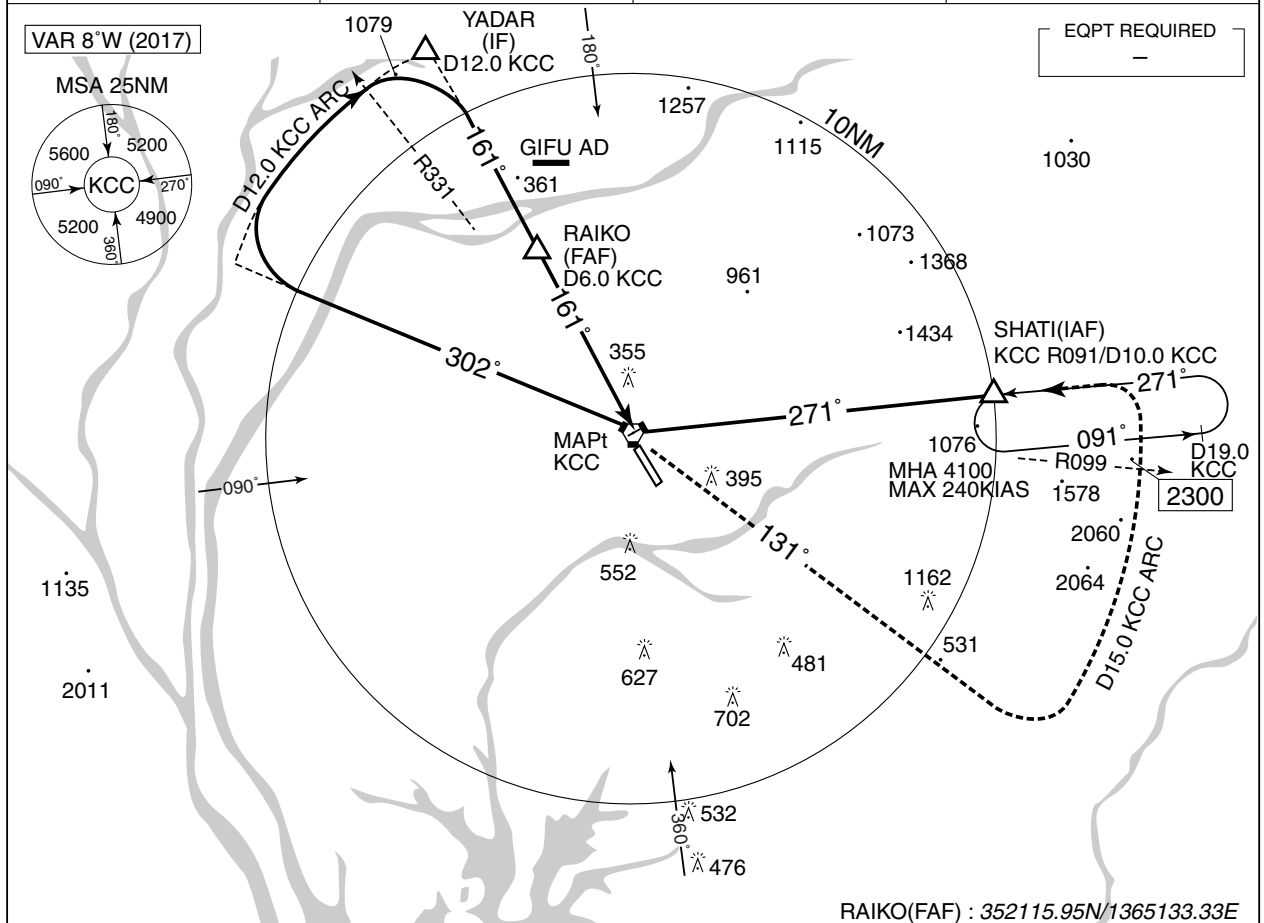 VAR 8°W (2017)
1079
YADAR
(IF)
D12.0 KCC
180°
EQPT REQUIRED
–
MSA 25NM
180°
5600
5200
090°
KCC
270°
5200
4900
360°
D12.0 KCC ARC
R331
161°
GIFU AD
361
1257
1115
10NM
1030
RAIKO
(FAF)
D6.0 KCC
161°
961
1073
1368
1434
302°
355
SHATI(IAF)
KCC R091/D10.0 KCC
271°
271°
MAPt
KCC
1076
091°
D19.0
KCC
R099
MHA 4100
MAX 240KIAS
1578
2300
090°
395
131°
2060
552
1135
1162
2064
D15.0 KCC ARC
531
2011
627
481
702
532
360°
476
RAIKO(FAF) : 352115.95N/1365133.33E